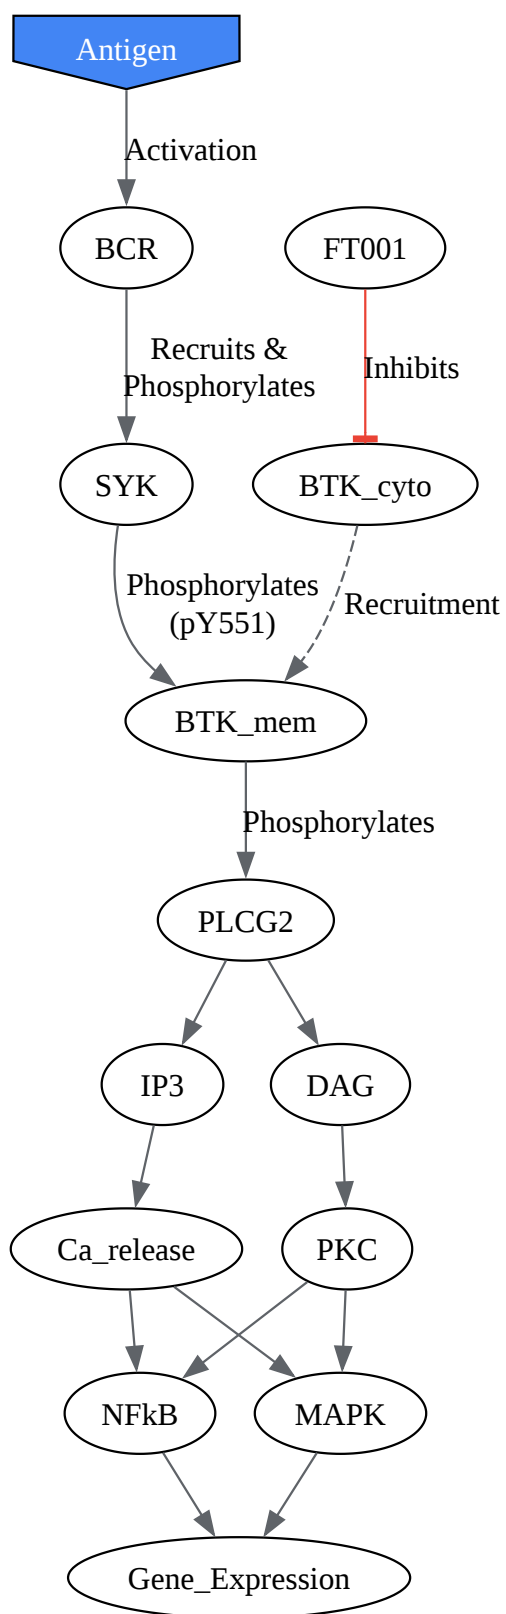 Antigen
Activation
BCR
FT001
Recruits &
Phosphorylates
Inhibits
SYK
BTK_cyto
Phosphorylates
(pY551)
Recruitment
BTK_mem
Phosphorylates
PLCG2
IP3
DAG
Ca_release
PKC
NFkB
MAPK
Gene_Expression